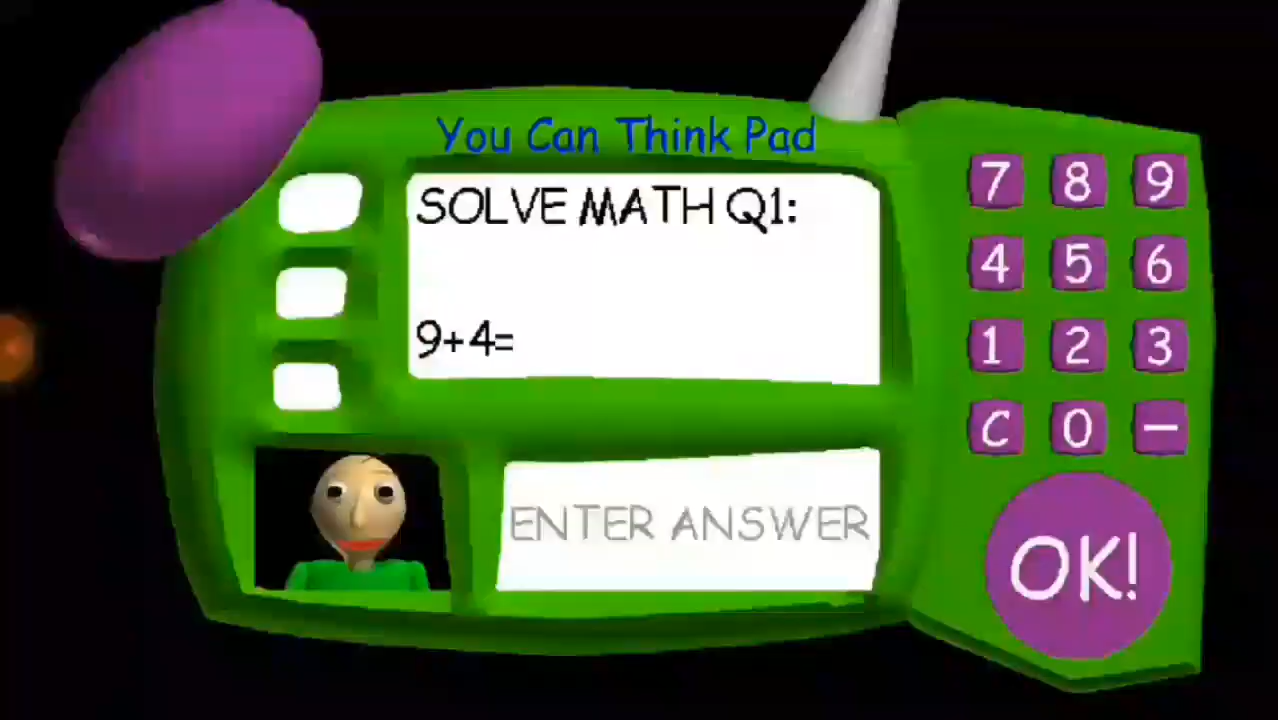 You Can Think Pad
SOLVE MATH Q1:
9+4=
ENTER ANSWER
7 8 9
4 5 6
1 2 3
C 0 –
OK!